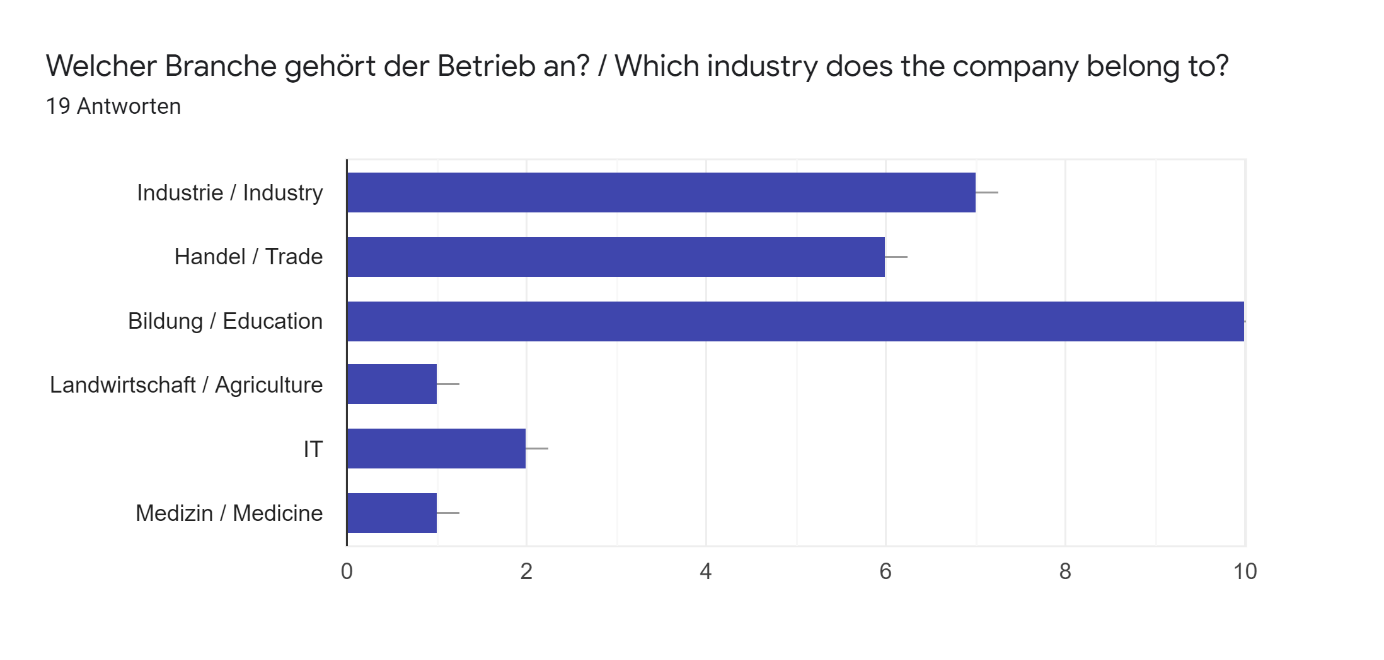 Welcher Branche gehört der Betrieb an? / Which industry does the company belong to?
19 Antworten
Industrie / Industry
Handel / Trade
Bildung / Education
Landwirtschaft / Agriculture
IT
Medizin / Medicine
0 2 4 6 8 10